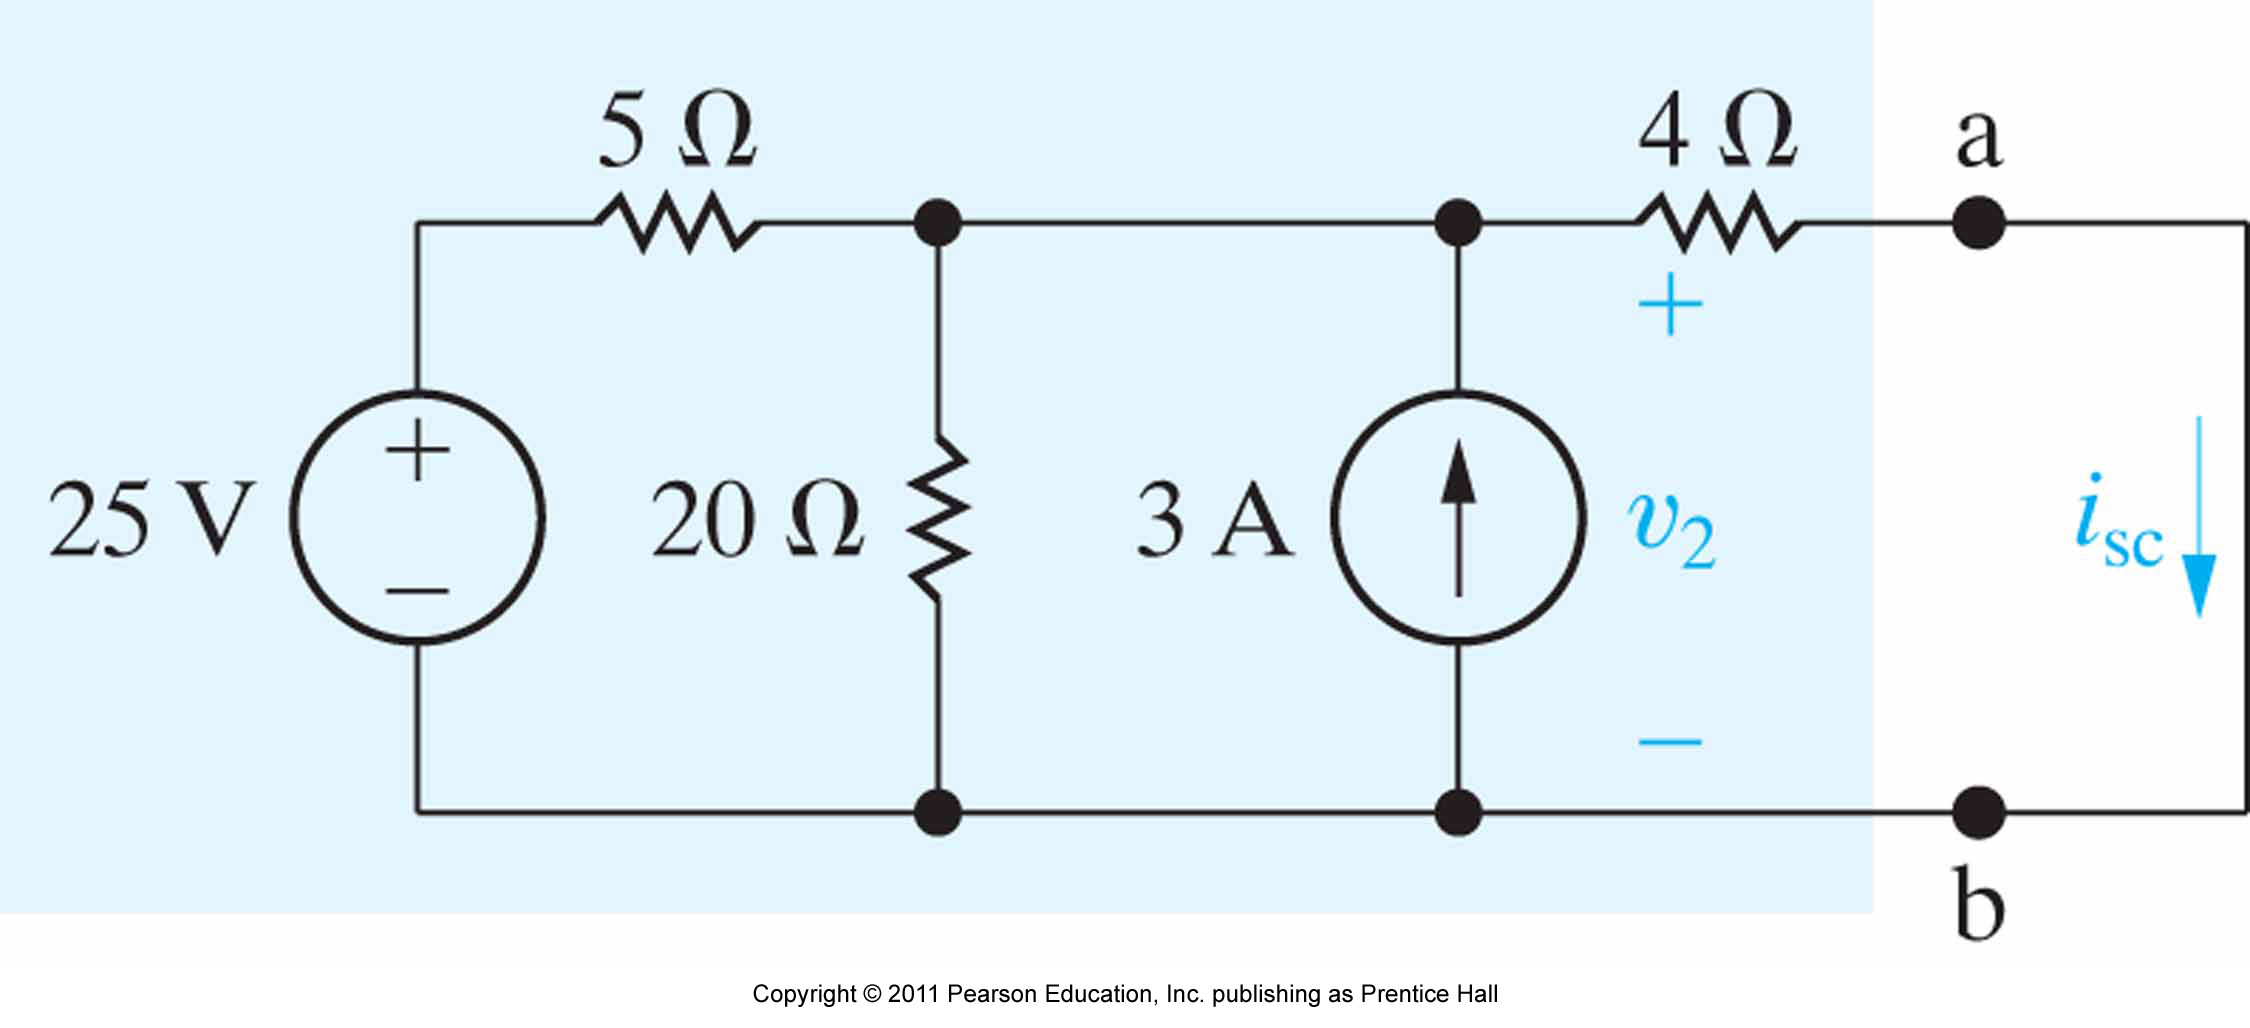 5 Ω
4 Ω
a
+
+
25 V
20 Ω
3 A
v2
isc
−
−
b
Copyright © 2011 Pearson Education, Inc. publishing as Prentice Hall